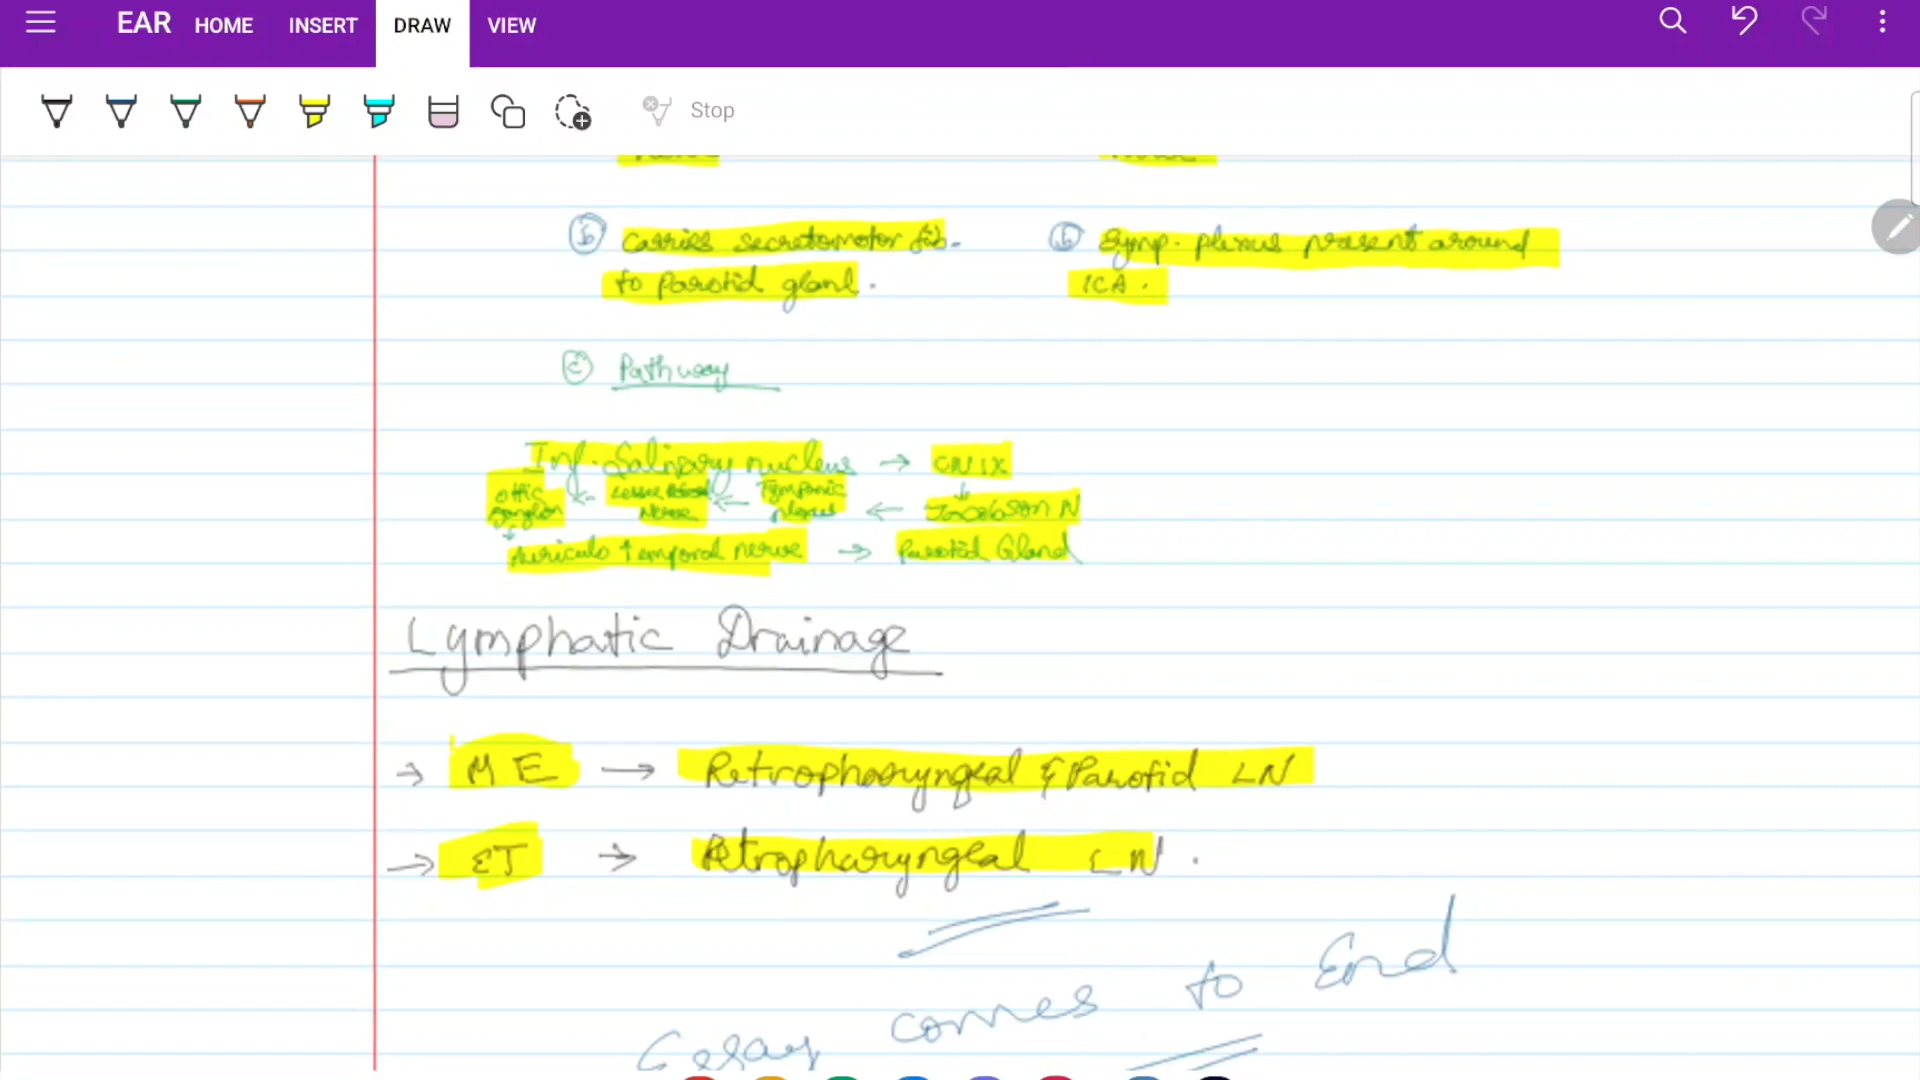 EAR HOME INSERT DRAW VIEW
Stop
b Carries secretomotor fib. b Symp. plexus present around
to Parotid gland. ICA.
c Pathway
Inf. Salivary nucleus → CN IX
↓
otic ← Lesser Petrosal ← Tympanic ← Jacobson N
ganglion Nerve plexus
↓
Auriculo temporal nerve → Parotid Gland
Lymphatic Drainage
→ M E → Retropharyngeal & Parotid LN
→ ET → Retropharyngeal LN.
Essay comes to End